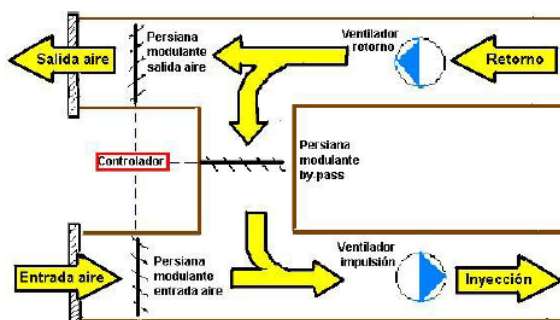 Salida aire
Persiana
modulante
salida aire
Ventilador
retorno
Retorno
Controlador
Persiana
modulante
by-pass
Entrada aire
Persiana
modulante
entrada aire
Ventilador
impulsión
Inyección